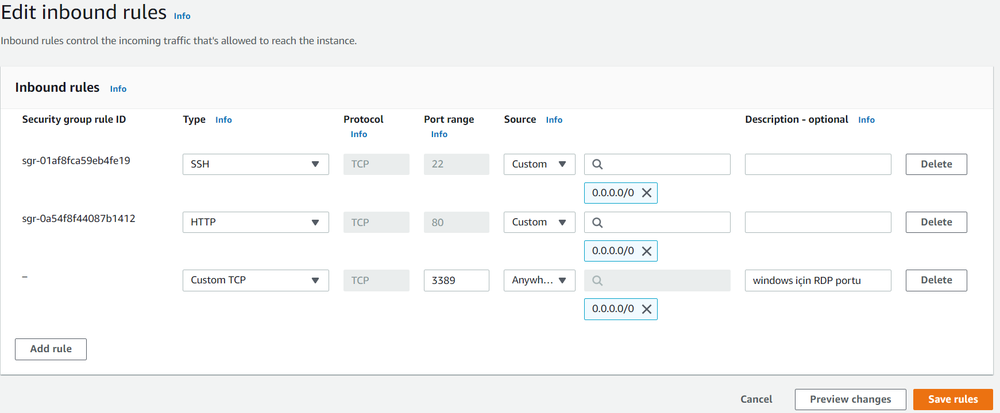 Edit inbound rules Info
Inbound rules control the incoming traffic that's allowed to reach the instance.
Inbound rules Info
Security group rule ID Type Info Protocol Info Port range Info Source Info Description - optional Info
sgr-01af8fca59eb4fe19 SSH TCP 22 Custom Delete
0.0.0.0/0
sgr-0a54f8f44087b1412 HTTP TCP 80 Custom Delete
0.0.0.0/0
– Custom TCP TCP 3389 Anywh... windows için RDP portu Delete
0.0.0.0/0
Add rule
Cancel Preview changes Save rules